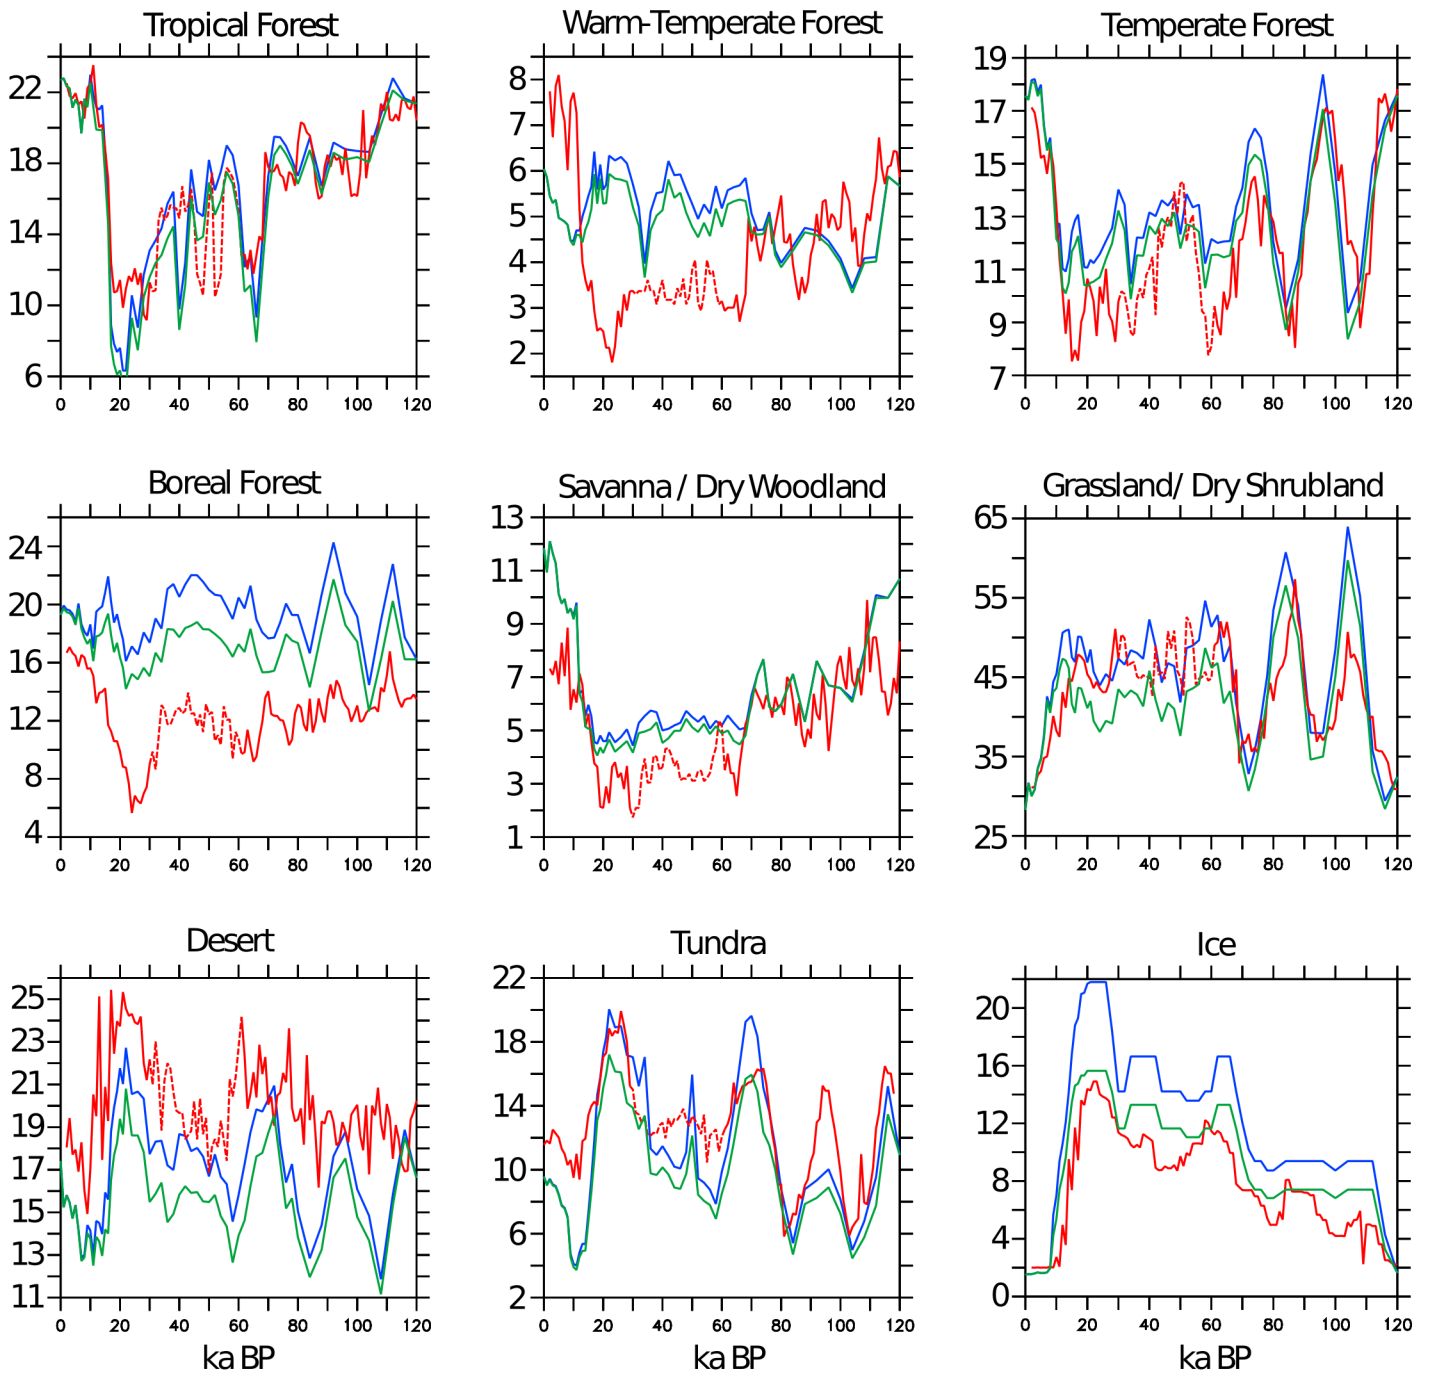 Tropical Forest
Warm-Temperate Forest
Temperate Forest
22
18
14
10
6
0 20 40 60 80 100 120
8
7
6
5
4
3
2
0 20 40 60 80 100 120
19
17
15
13
11
9
7
0 20 40 60 80 100 120
Boreal Forest
Savanna / Dry Woodland
Grassland/ Dry Shrubland
24
20
16
12
8
4
0 20 40 60 80 100 120
13
11
9
7
5
3
1
0 20 40 60 80 100 120
65
55
45
35
25
0 20 40 60 80 100 120
Desert
Tundra
Ice
25
23
21
19
17
15
13
11
0 20 40 60 80 100 120
ka BP
22
18
14
10
6
2
0 20 40 60 80 100 120
ka BP
20
16
12
8
4
0
0 20 40 60 80 100 120
ka BP